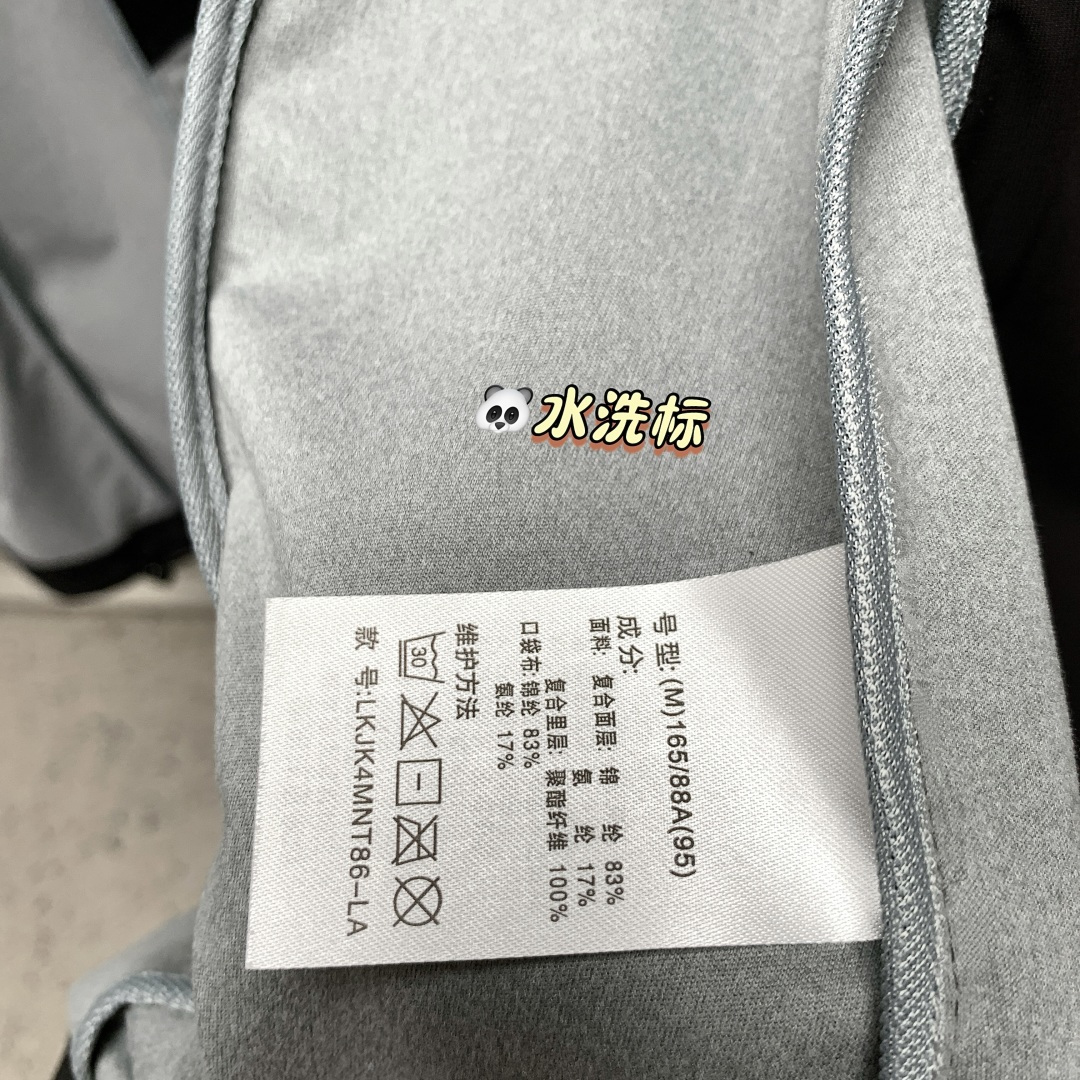 水洗标
号型:(M)165/88A(95)
成分:
面料: 复合面层: 锦 纶 83%
氨 纶 17%
复合里层: 聚酯纤维 100%
口袋布: 锦纶 83%
氨纶 17%
维护方法
30
款 号:LKJK4MNT86-LA